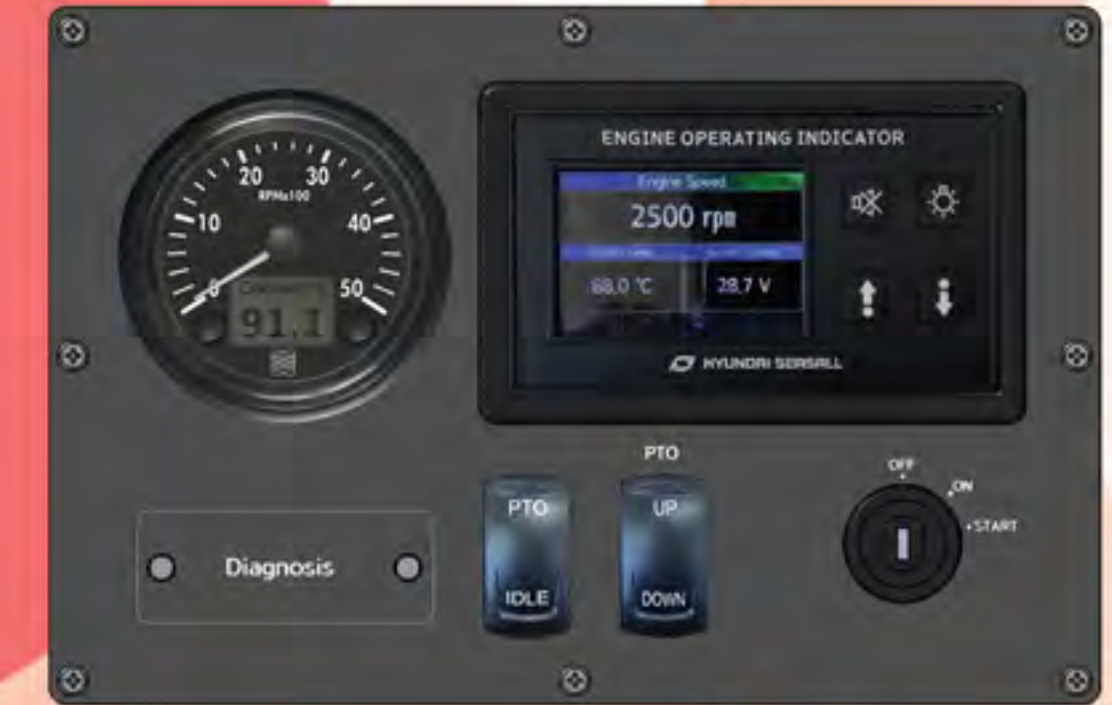 ENGINE OPERATING INDICATOR
Engine Speed
2500 rpm
68.0 °C
28.7 V
HYUNDAI SEASALL
20 30
RPMx100
10 40
0 50
91.1
PTO
PTO
IDLE
UP
DOWN
OFF
ON
START
Diagnosis